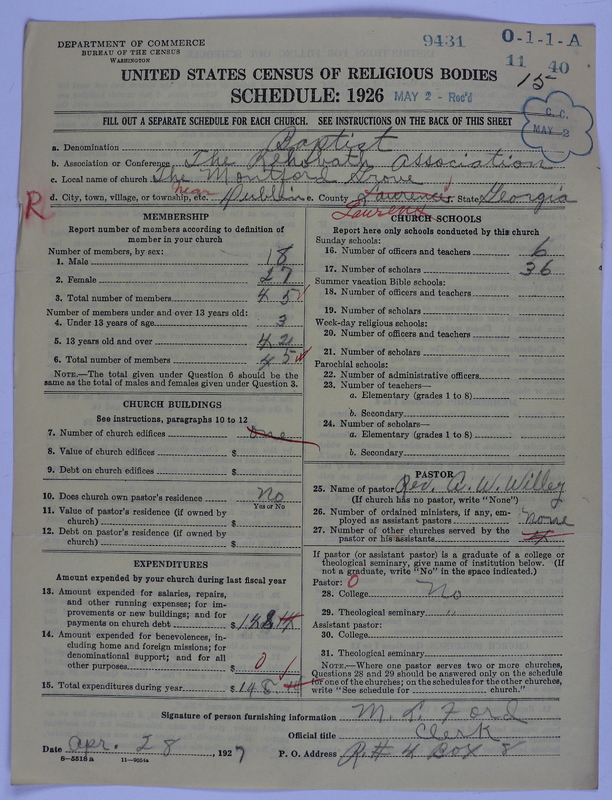 DEPARTMENT OF COMMERCE
BUREAU OF THE CENSUS
WASHINGTON
9431
O-1-1-A
11 40
15
UNITED STATES CENSUS OF RELIGIOUS BODIES
SCHEDULE: 1926
MAY 2 - Rec'd
C. C.
MAY 2
FILL OUT A SEPARATE SCHEDULE FOR EACH CHURCH. SEE INSTRUCTIONS ON THE BACK OF THIS SHEET
a. Denomination Baptist
b. Association or Conference The Rehobath Association
c. Local name of church The Montford Grove
d. City, town, village, or township, etc. near Dublin e. County Laurence f. State Georgia
Laurens
R
MEMBERSHIP
Report number of members according to definition of
member in your church
Number of members, by sex:
1. Male 18
2. Female 27
3. Total number of members 45
Number of members under and over 13 years old:
4. Under 13 years of age 3
5. 13 years old and over 42
6. Total number of members 45
NOTE.—The total given under Question 6 should be
same as the total of males and females given under Question 3.
CHURCH BUILDINGS
See instructions, paragraphs 10 to 12
7. Number of church edifices one
8. Value of church edifices $
9. Debt on church edifices $
10. Does church own pastor's residence No
Yes or No
11. Value of pastor's residence (if owned by
church) $
12. Debt on pastor's residence (if owned by
church) $
EXPENDITURES
Amount expended by your church during last fiscal year
13. Amount expended for salaries, repairs,
and other running expenses; for im-
provements or new buildings; and for
payments on church debt $148
14. Amount expended for benevolences, in-
cluding home and foreign missions; for
denominational support; and for all
other purposes $ 0
15. Total expenditures during year $148
CHURCH SCHOOLS
Report here only schools conducted by this church
Sunday schools:
16. Number of officers and teachers 6
17. Number of scholars 36
Summer vacation Bible schools:
18. Number of officers and teachers
19. Number of scholars
Week-day religious schools:
20. Number of officers and teachers
21. Number of scholars
Parochial schools:
22. Number of administrative officers
23. Number of teachers—
a. Elementary (grades 1 to 8)
b. Secondary
24. Number of scholars—
a. Elementary (grades 1 to 8)
b. Secondary
PASTOR
25. Name of pastor Rev. A. W. Willey
(If church has no pastor, write "None")
26. Number of ordained ministers, if any, em-
ployed as assistant pastors none
27. Number of other churches served by the
pastor or his assistants
If pastor (or assistant pastor) is a graduate of a college or
theological seminary, give name of institution below. (If
not a graduate, write "No" in the space indicated.)
Pastor: 0
28. College No
29. Theological seminary "
Assistant pastor:
30. College
31. Theological seminary
NOTE.—Where one pastor serves two or more churches,
Questions 28 and 29 should be answered only on the schedule
for one of the churches; on the schedules for the other churches,
write "See schedule for church."
Signature of person furnishing information M. L. Ford
Official title Clerk
Date Apr. 28, 1927 P. O. Address R.# 4 Box 8
8—5516a 11—9054a